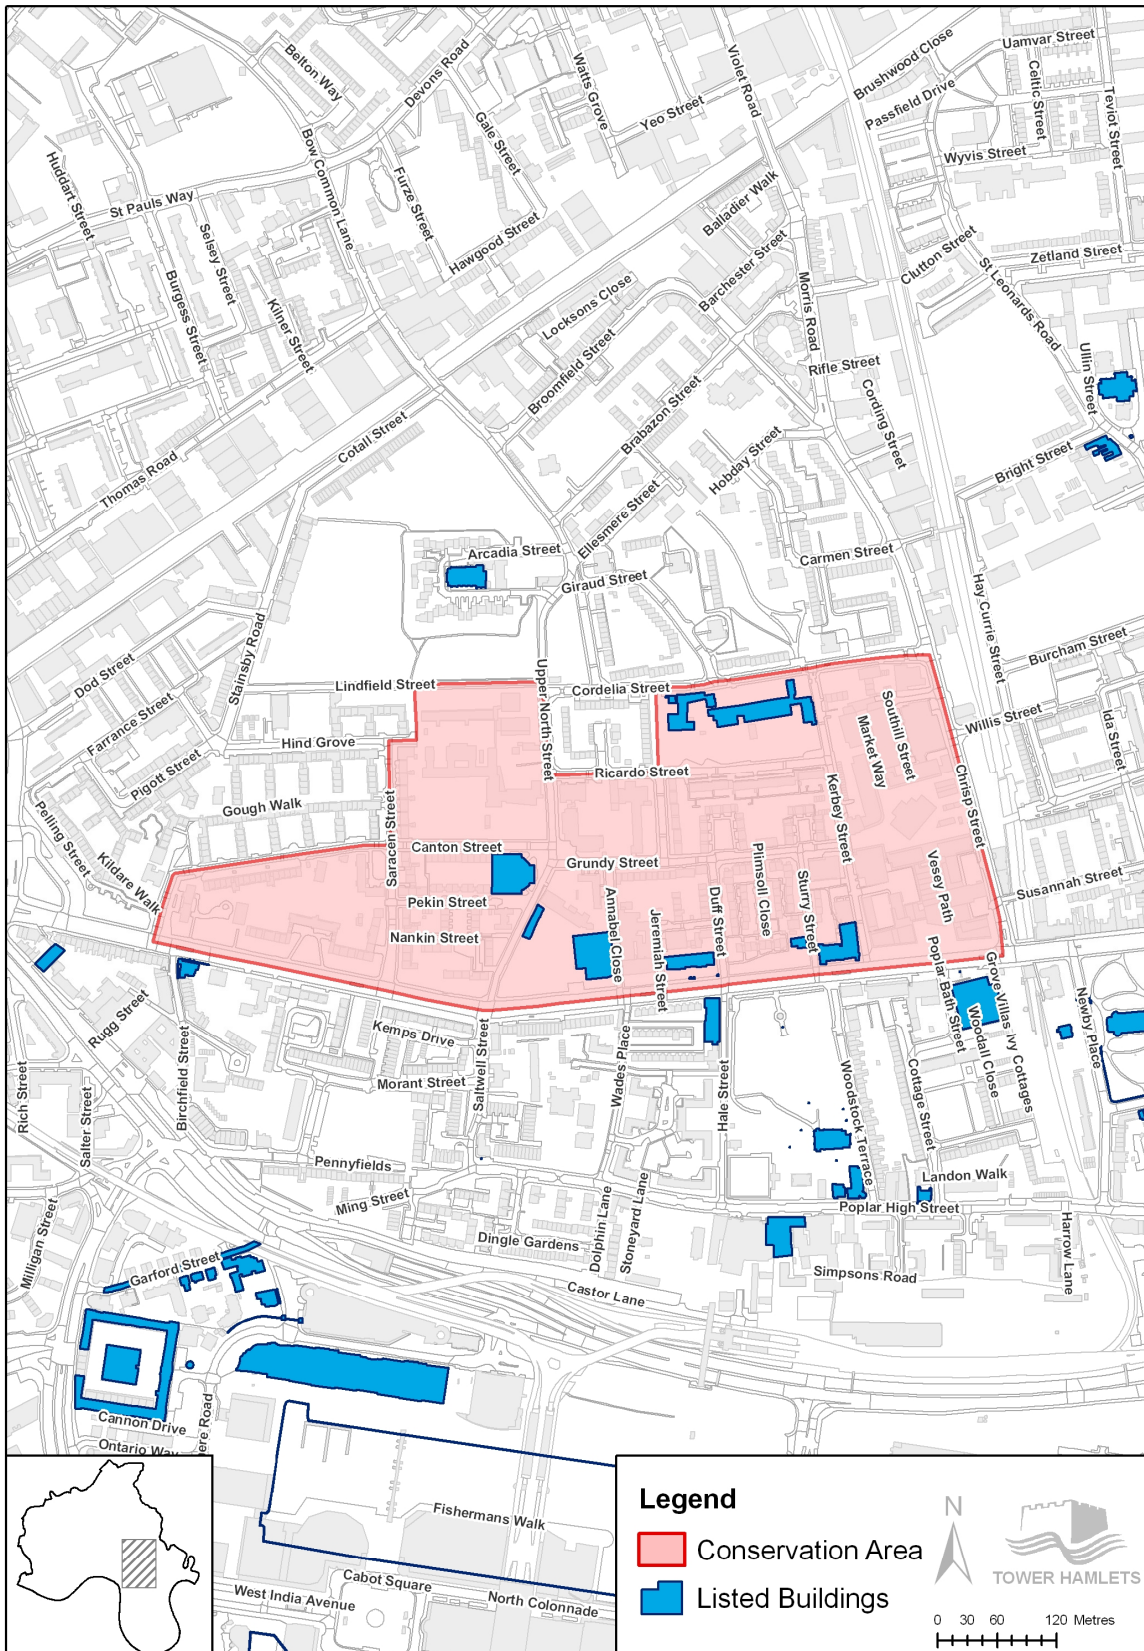 Belton Way
Devons Road
Watts Grove
Violet Road
Brushwood Close
Uamvar Street
Celtic Street
Teviot Street
Passfield Drive
Yeo Street
Gale Street
Bow Common Lane
Huddart Street
Wyvis Street
St Pauls Way
Furze Street
Balladier Walk
Selsey Street
Hawgood Street
Barchester Street
Clutton Street
Zetland Street
St Leonards Road
Burgess Street
Kilner Street
Locksons Close
Morris Road
Broomfield Street
Rifle Street
Ullin Street
Cording Street
Brabazon Street
Cotall Street
Thomas Road
Hobday Street
Bright Street
Ellesmere Street
Arcadia Street
Carmen Street
Giraud Street
Hay Currie Street
Burcham Street
Stainsby Road
Dod Street
Lindfield Street
Upper North Street
Cordelia Street
Southill Street
Market Way
Willis Street
Ida Street
Farrance Street
Hind Grove
Pigott Street
Ricardo Street
Chrisp Street
Kerbey Street
Gough Walk
Saracen Street
Pelling Street
Kildare Walk
Canton Street
Grundy Street
Plimsoll Close
Sturry Street
Vesey Path
Susannah Street
Pekin Street
Annabel Close
Jeremiah Street
Duff Street
Nankin Street
Poplar Bath Street
Grove Villas
Ivy Cottages
Woodall Close
Newby Place
Rugg Street
Kemps Drive
Morant Street
Saltwell Street
Wades Place
Hale Street
Woodstock Terrace
Cottage Street
Rich Street
Salter Street
Birchfield Street
Pennyfields
Landon Walk
Ming Street
Poplar High Street
Dolphin Lane
Stoneyard Lane
Harrow Lane
Milligan Street
Dingle Gardens
Simpsons Road
Garford Street
Castor Lane
Cannon Drive
Ontario Way
ere Road
Fishermans Walk
Cabot Square
West India Avenue
North Colonnade
Legend
Conservation Area
Listed Buildings
N
TOWER HAMLETS
0 30 60 120 Metres